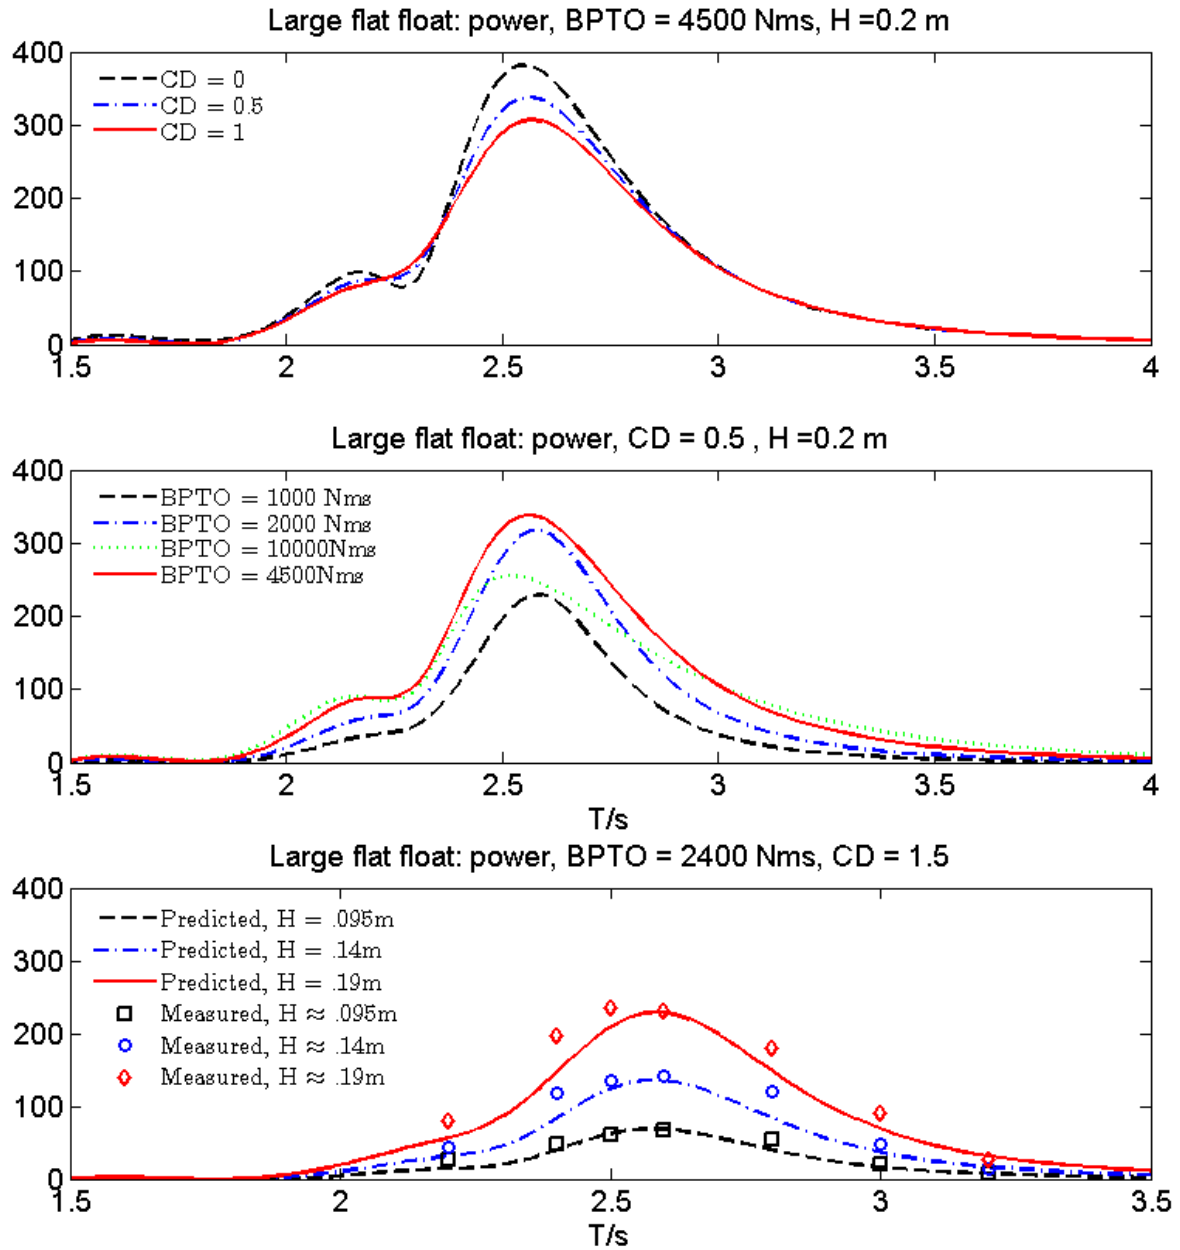 Large flat float: power, BPTO = 4500 Nms, H =0.2 m
400
300
200
100
0
CD = 0
CD = 0.5
CD = 1
1.5 2 2.5 3 3.5 4
Large flat float: power, CD = 0.5 , H =0.2 m
400
300
200
100
0
BPTO = 1000 Nms
BPTO = 2000 Nms
BPTO = 10000Nms
BPTO = 4500Nms
1.5 2 2.5 3 3.5 4
T/s
Large flat float: power, BPTO = 2400 Nms, CD = 1.5
400
300
200
100
0
Predicted, H = .095m
Predicted, H = .14m
Predicted, H = .19m
Measured, H ≈ .095m
Measured, H ≈ .14m
Measured, H ≈ .19m
1.5 2 2.5 3 3.5
T/s